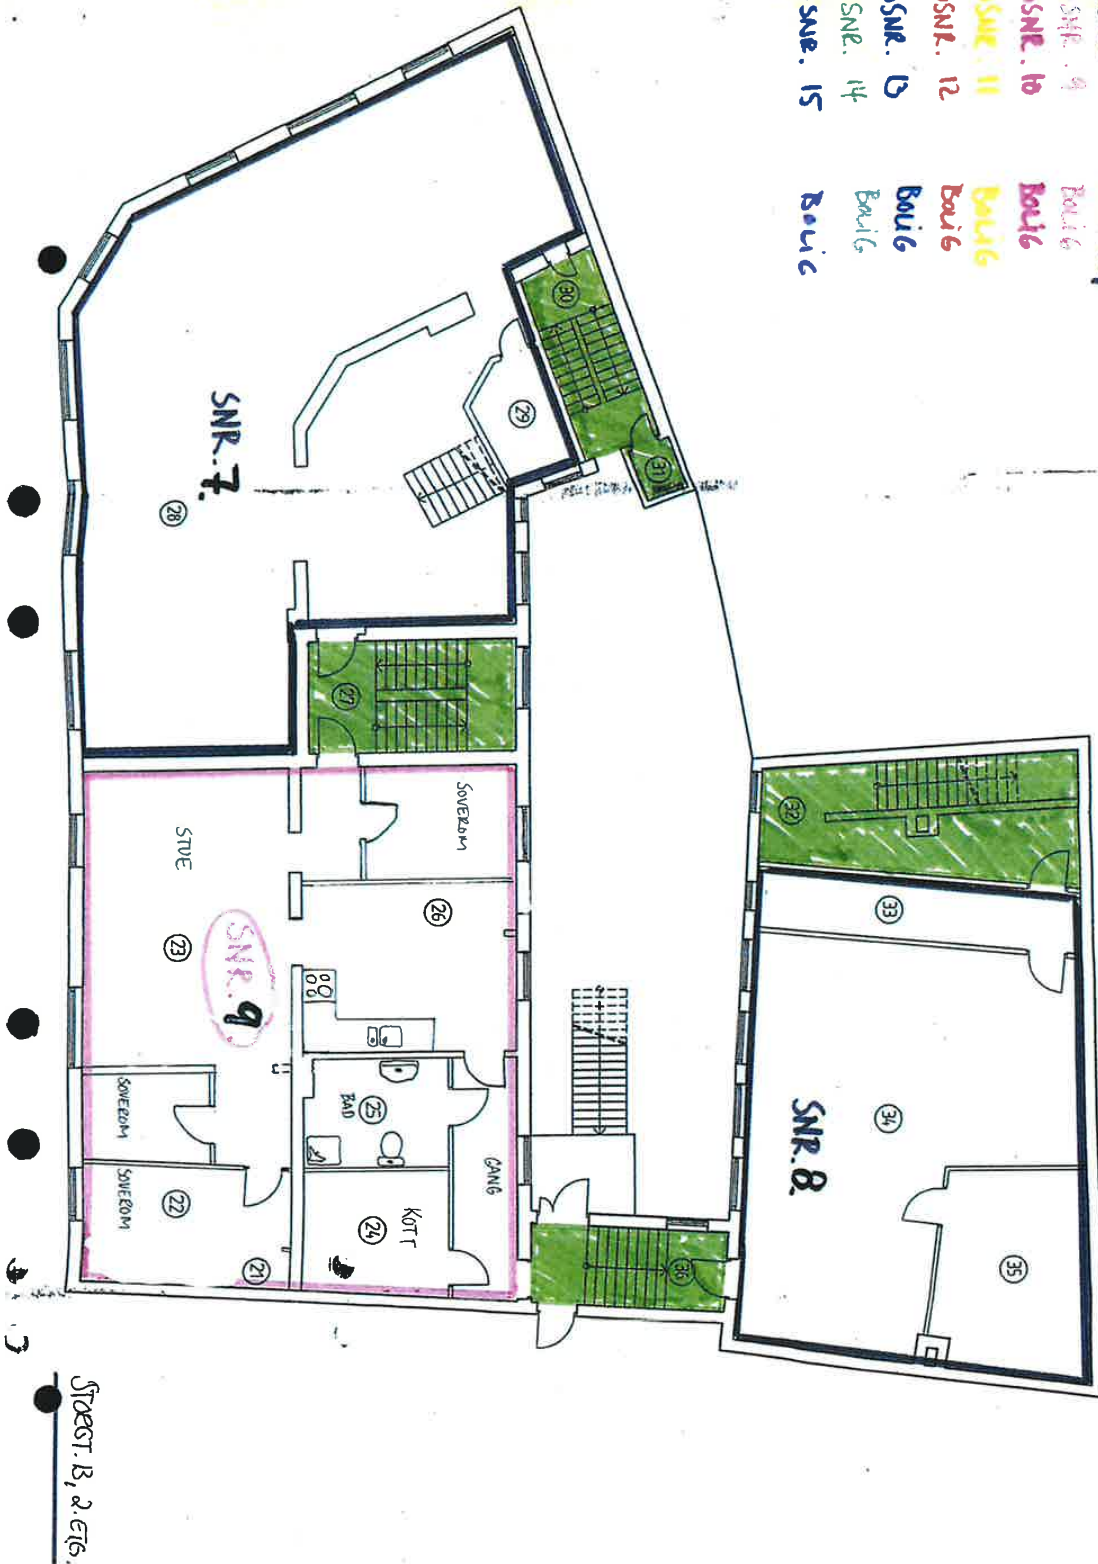 SNR. 9 BOLIG
SNR. 10 BOLIG
SNR. 11 BOLIG
SNR. 12 BOLIG
SNR. 13 BOLIG
SNR. 14 BOLIG
SNR. 15 BOLIG
30
29
31
SNR. 7.
28
27
32
33
SOVEROM
STUE
26
23
SNR. 9
34
SNR. 8.
SOVEROM
BAD
25
GANG
SOVEROM
22
KOTT
24
21
36
35
STORGT. 13, 2. ETG.